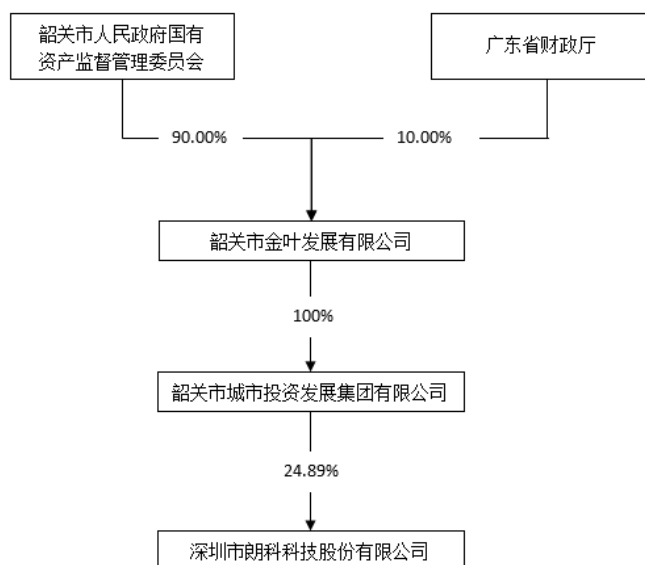 韶关市人民政府国有
资产监督管理委员会
广东省财政厅
90.00%
10.00%
韶关市金叶发展有限公司
100%
韶关市城市投资发展集团有限公司
24.89%
深圳市朗科科技股份有限公司